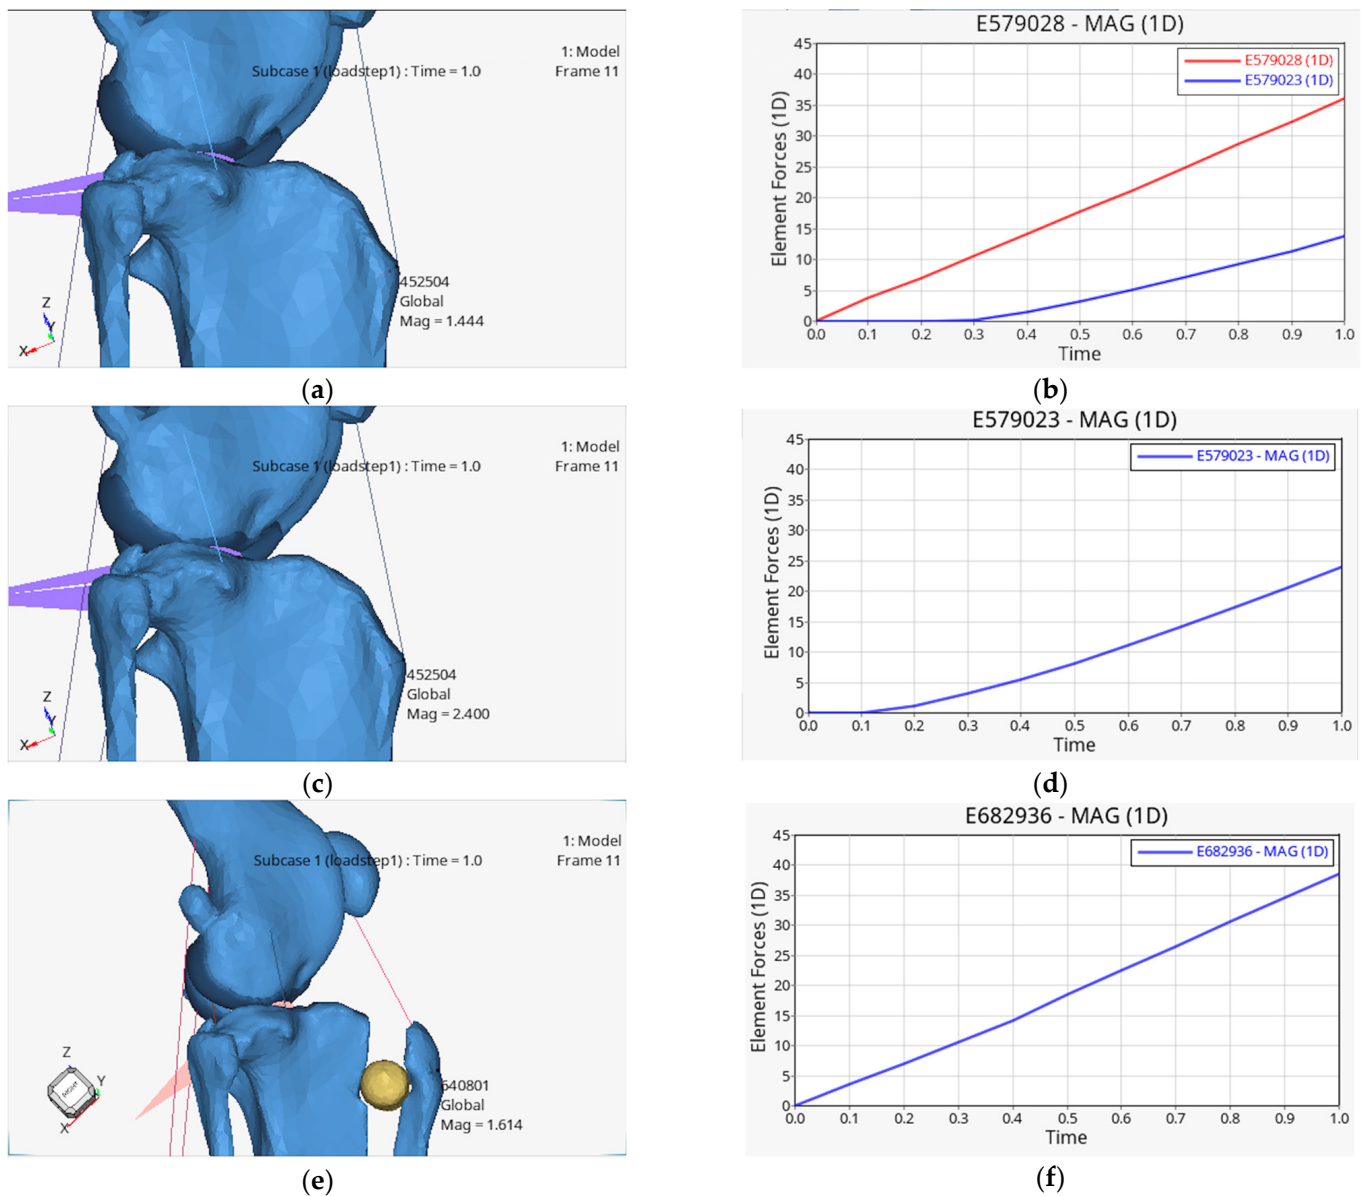 1: Model
Subcase 1 (loadstep1) : Time = 1.0
Frame 11
452504
Global
Mag = 1.444
Z
Y
X
(a)
E579028 - MAG (1D)
E579028 (1D)
E579023 (1D)
Element Forces (1D)
45
40
35
30
25
20
15
10
5
0
0.0 0.1 0.2 0.3 0.4 0.5 0.6 0.7 0.8 0.9 1.0
Time
(b)
1: Model
Subcase 1 (loadstep1) : Time = 1.0
Frame 11
452504
Global
Mag = 2.400
Z
Y
X
(c)
E579023 - MAG (1D)
E579023 - MAG (1D)
Element Forces (1D)
45
40
35
30
25
20
15
10
5
0
0.0 0.1 0.2 0.3 0.4 0.5 0.6 0.7 0.8 0.9 1.0
Time
(d)
1: Model
Subcase 1 (loadstep1) : Time = 1.0
Frame 11
640801
Global
Mag = 1.614
Z
Y
X
(e)
E682936 - MAG (1D)
E682936 - MAG (1D)
Element Forces (1D)
45
40
35
30
25
20
15
10
5
0
0.0 0.1 0.2 0.3 0.4 0.5 0.6 0.7 0.8 0.9 1.0
Time
(f)